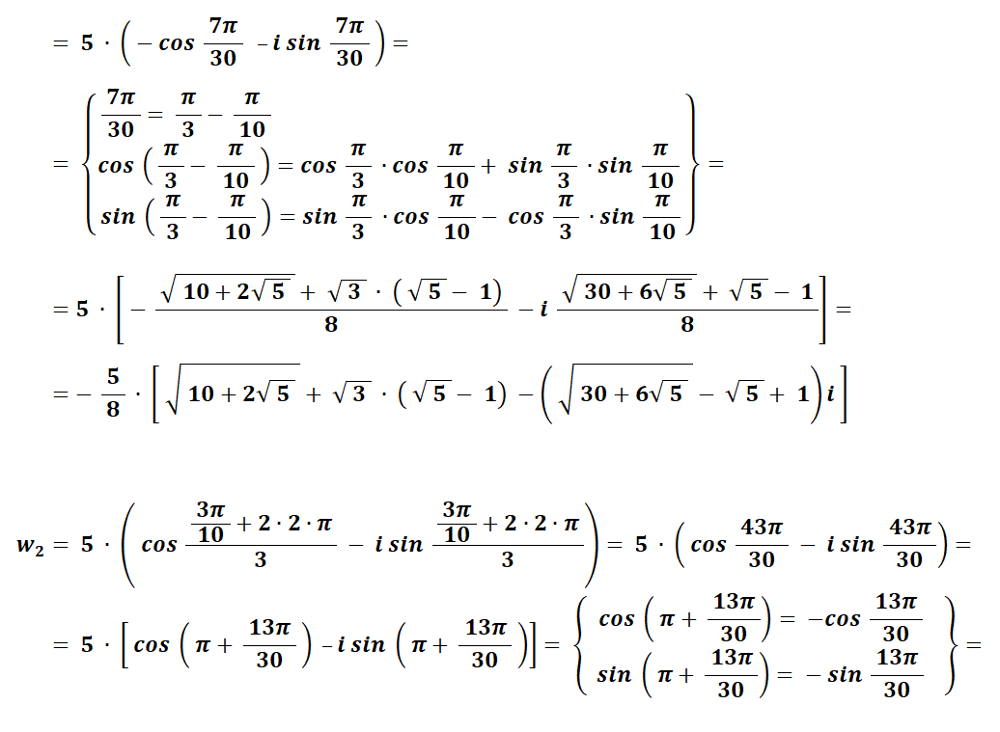 = 5 · ( − cos 7π/30 – i sin 7π/30 ) =
= { 7π/30 = π/3 − π/10
cos ( π/3 − π/10 ) = cos π/3 · cos π/10 + sin π/3 · sin π/10
sin ( π/3 − π/10 ) = sin π/3 · cos π/10 − cos π/3 · sin π/10 } =
= 5 · [ − (√(10 + 2√5) + √3 · (√5 − 1))/8 − i (√(30 + 6√5) + √5 − 1)/8 ] =
= − 5/8 · [ √(10 + 2√5) + √3 · (√5 − 1) − ( √(30 + 6√5) − √5 + 1 ) i ]
w₂ = 5 · ( cos (3π/10 + 2 · 2 · π)/3 − i sin (3π/10 + 2 · 2 · π)/3 ) = 5 · ( cos 43π/30 − i sin 43π/30 ) =
= 5 · [ cos ( π + 13π/30 ) – i sin ( π + 13π/30 ) ] = { cos ( π + 13π/30 ) = −cos 13π/30
sin ( π + 13π/30 ) = − sin 13π/30 } =